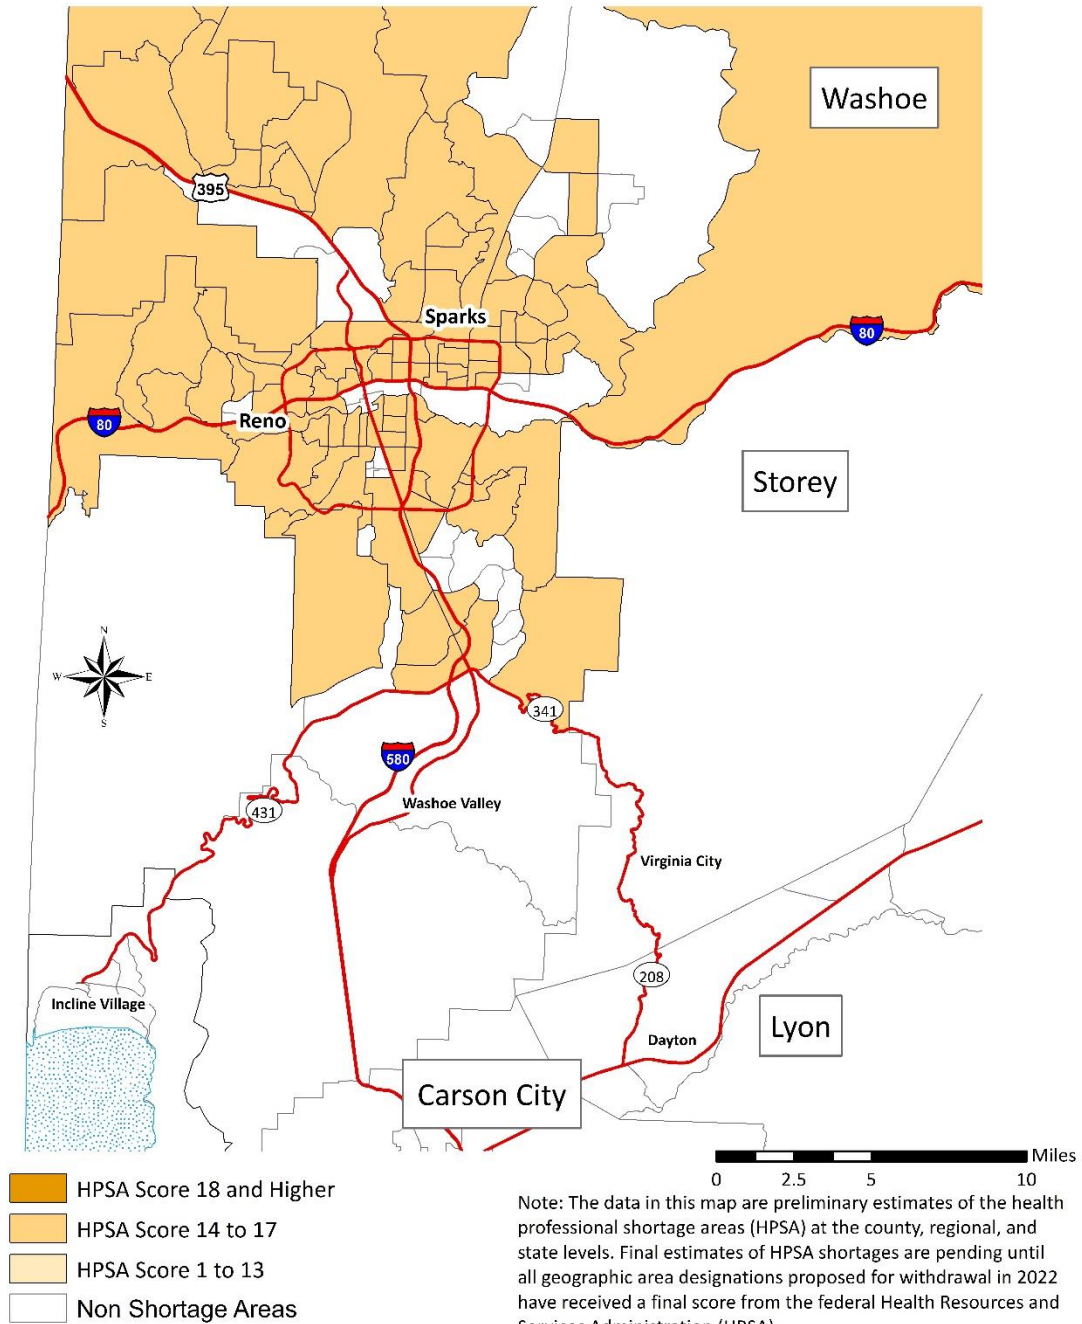 Washoe
395
Sparks
80
Reno
80
Storey
N
W E
S
341
580
Washoe Valley
431
Virginia City
208
Incline Village
Lyon
Dayton
Carson City
Miles
0 2.5 5 10
HPSA Score 18 and Higher
HPSA Score 14 to 17
HPSA Score 1 to 13
Non Shortage Areas
Note: The data in this map are preliminary estimates of the health
professional shortage areas (HPSA) at the county, regional, and
state levels. Final estimates of HPSA shortages are pending until
all geographic area designations proposed for withdrawal in 2022
have received a final score from the federal Health Resources and
Services Administration (HRSA)